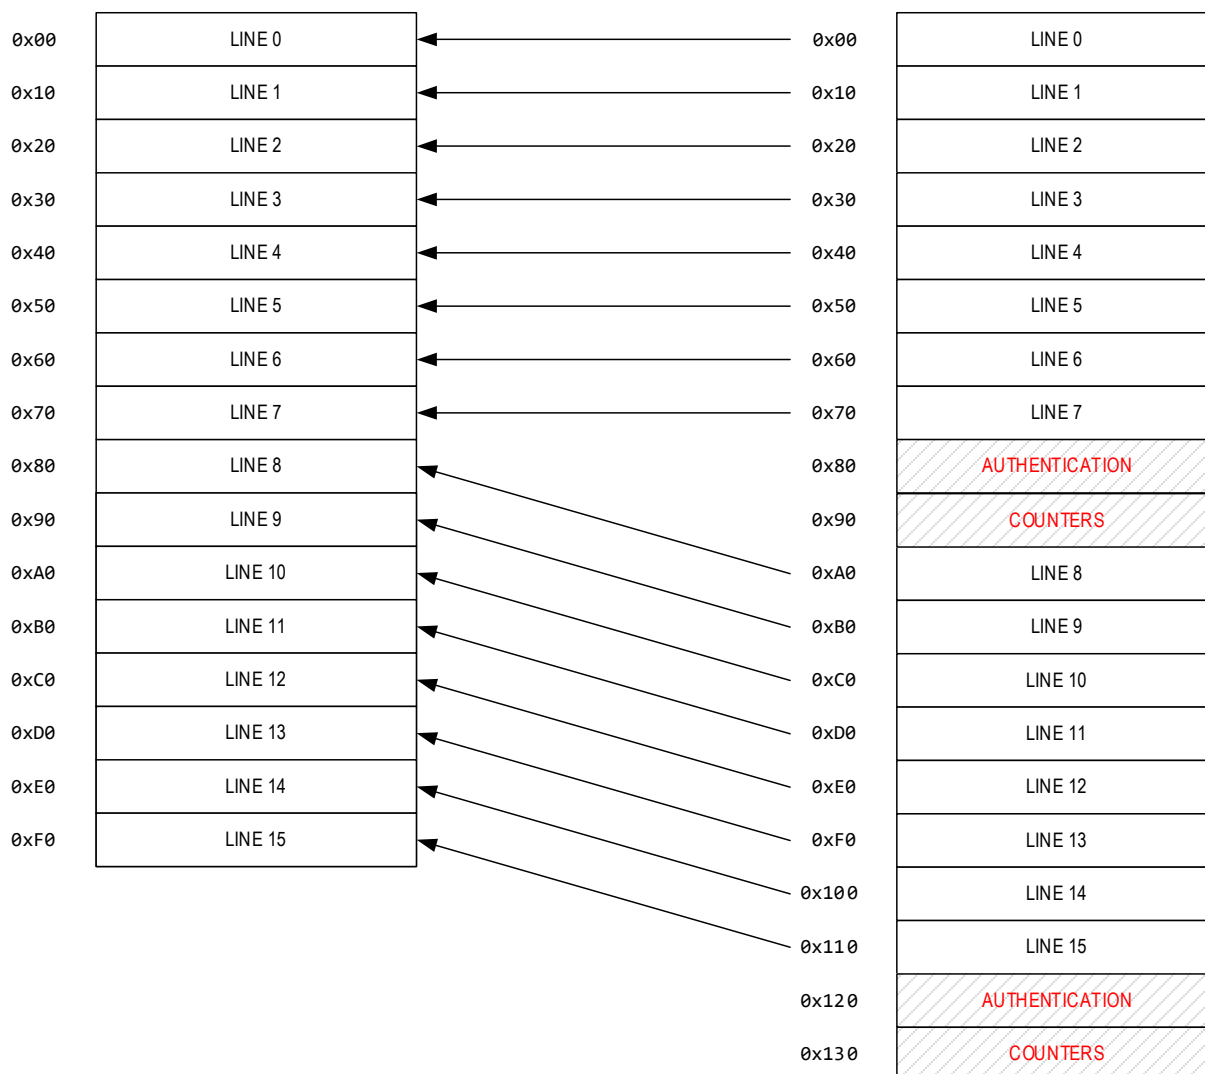 0x00 LINE 0 0x00 LINE 0
0x10 LINE 1 0x10 LINE 1
0x20 LINE 2 0x20 LINE 2
0x30 LINE 3 0x30 LINE 3
0x40 LINE 4 0x40 LINE 4
0x50 LINE 5 0x50 LINE 5
0x60 LINE 6 0x60 LINE 6
0x70 LINE 7 0x70 LINE 7
0x80 LINE 8 0x80 AUTHENTICATION
0x90 LINE 9 0x90 COUNTERS
0xA0 LINE 10 0xA0 LINE 8
0xB0 LINE 11 0xB0 LINE 9
0xC0 LINE 12 0xC0 LINE 10
0xD0 LINE 13 0xD0 LINE 11
0xE0 LINE 14 0xE0 LINE 12
0xF0 LINE 15 0xF0 LINE 13
0x100 LINE 14
0x110 LINE 15
0x120 AUTHENTICATION
0x130 COUNTERS